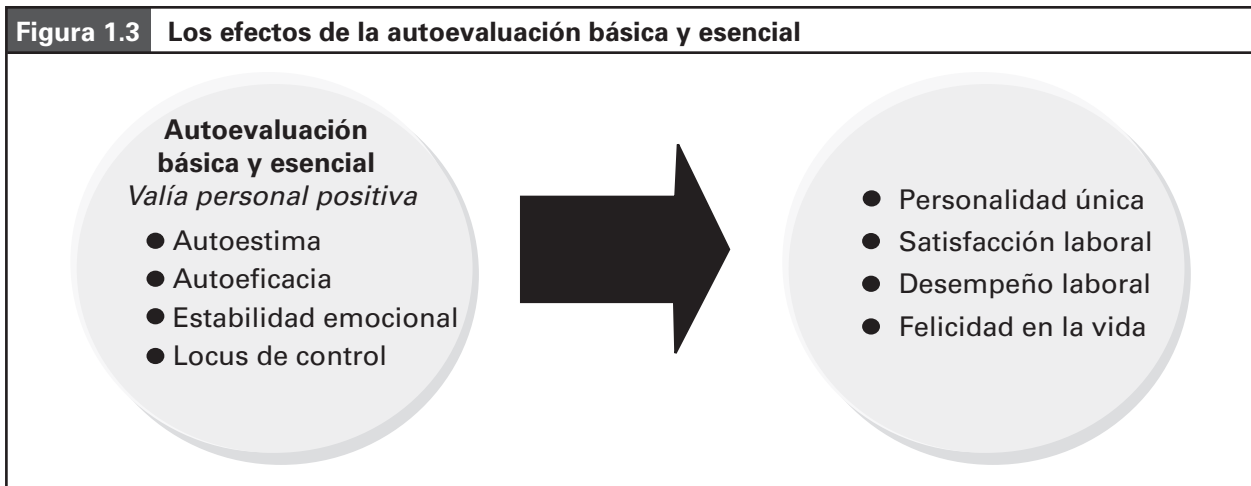 Figura 1.3 Los efectos de la autoevaluación básica y esencial
Autoevaluación
básica y esencial
Valía personal positiva
● Autoestima
● Autoeficacia
● Estabilidad emocional
● Locus de control
● Personalidad única
● Satisfacción laboral
● Desempeño laboral
● Felicidad en la vida